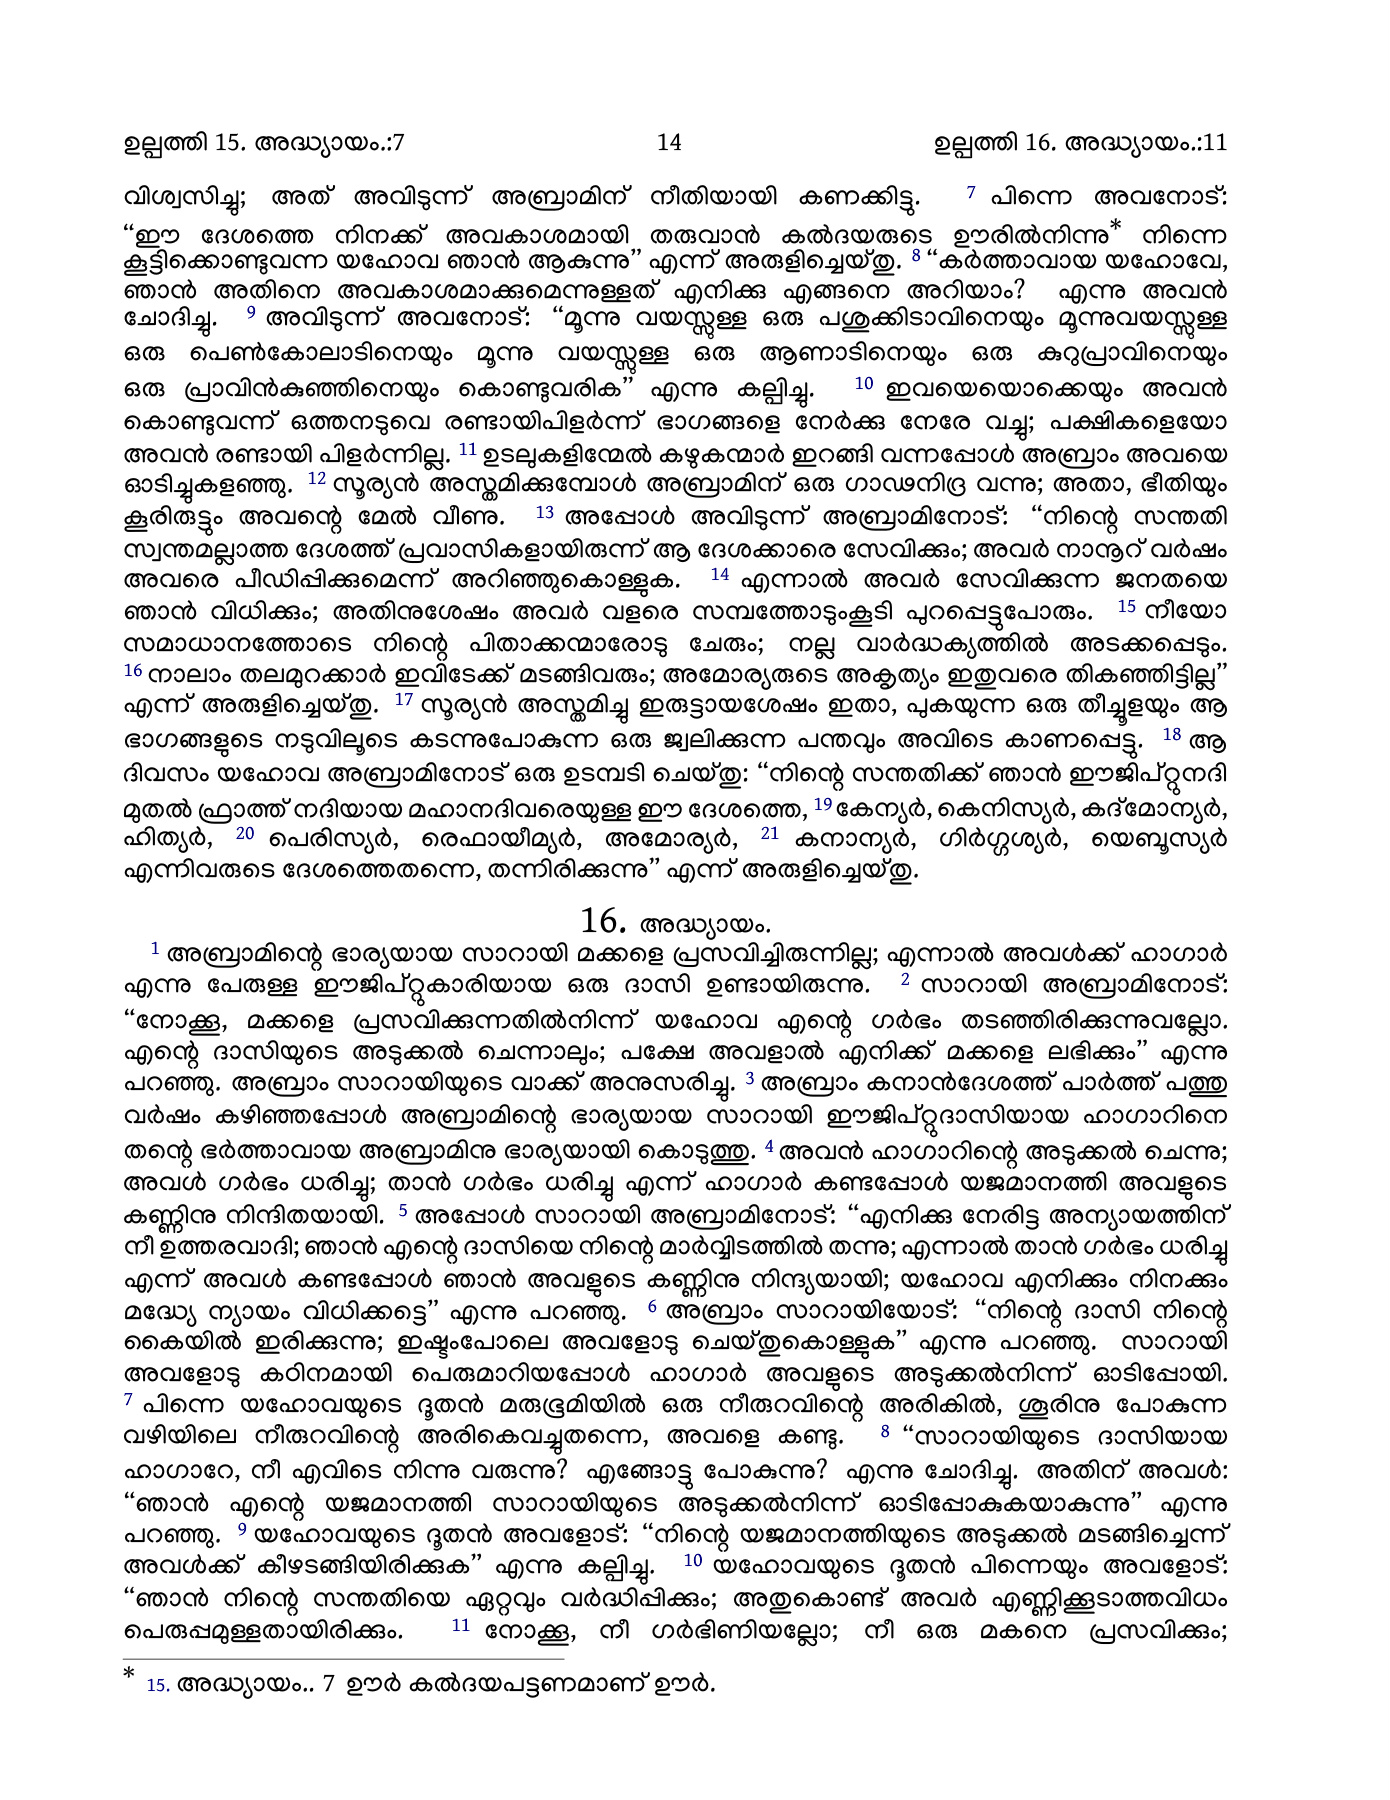 ഉല്പത്തി 15. അദ്ധ്യായം.:7 14 ഉല്പത്തി 16. അദ്ധ്യായം.:11
വിശ്വസിച്ചു; അത് അവിടുന്ന് അബ്രാമിന് നീതിയായി കണക്കിട്ടു. 7 പിന്നെ അവനോട്:
“ഈ ദേശത്തെ നിനക്ക് അവകാശമായി തരുവാൻ കൽദയരുടെ ഊരിൽനിന്നു* നിന്നെ
കൂട്ടിക്കൊണ്ടുവന്ന യഹോവ ഞാൻ ആകുന്നു” എന്ന് അരുളിച്ചെയ്തു. 8 “കർത്താവായ യഹോവേ,
ഞാൻ അതിനെ അവകാശമാക്കുമെന്നുള്ളത് എനിക്കു എങ്ങനെ അറിയാം? എന്നു അവൻ
ചോദിച്ചു. 9 അവിടുന്ന് അവനോട്: “മൂന്നു വയസ്സുള്ള ഒരു പശുക്കിടാവിനെയും മൂന്നുവയസ്സുള്ള
ഒരു പെൺകോലാടിനെയും മൂന്നു വയസ്സുള്ള ഒരു ആണാടിനെയും ഒരു കുറുപ്രാവിനെയും
ഒരു പ്രാവിൻകുഞ്ഞിനെയും കൊണ്ടുവരിക” എന്നു കല്പിച്ചു. 10 ഇവയെയൊക്കെയും അവൻ
കൊണ്ടുവന്ന് ഒത്തനടുവെ രണ്ടായിപിളർന്ന് ഭാഗങ്ങളെ നേർക്കു നേരേ വച്ചു; പക്ഷികളെയോ
അവൻ രണ്ടായി പിളർന്നില്ല. 11 ഉടലുകളിന്മേൽ കഴുകന്മാർ ഇറങ്ങി വന്നപ്പോൾ അബ്രാം അവയെ
ഓടിച്ചുകളഞ്ഞു. 12 സൂര്യൻ അസ്തമിക്കുമ്പോൾ അബ്രാമിന് ഒരു ഗാഢനിദ്ര വന്നു; അതാ, ഭീതിയും
കൂരിരുട്ടും അവന്റെ മേൽ വീണു. 13 അപ്പോൾ അവിടുന്ന് അബ്രാമിനോട്: “നിന്റെ സന്തതി
സ്വന്തമല്ലാത്ത ദേശത്ത് പ്രവാസികളായിരുന്ന് ആ ദേശക്കാരെ സേവിക്കും; അവർ നാനൂറ് വർഷം
അവരെ പീഡിപ്പിക്കുമെന്ന് അറിഞ്ഞുകൊള്ളുക. 14 എന്നാൽ അവർ സേവിക്കുന്ന ജനതയെ
ഞാൻ വിധിക്കും; അതിനുശേഷം അവർ വളരെ സമ്പത്തോടുംകൂടി പുറപ്പെട്ടുപോരും. 15 നീയോ
സമാധാനത്തോടെ നിന്റെ പിതാക്കന്മാരോടു ചേരും; നല്ല വാർദ്ധക്യത്തിൽ അടക്കപ്പെടും.
16 നാലാം തലമുറക്കാർ ഇവിടേക്ക് മടങ്ങിവരും; അമോര്യരുടെ അകൃത്യം ഇതുവരെ തികഞ്ഞിട്ടില്ല”
എന്ന് അരുളിച്ചെയ്തു. 17 സൂര്യൻ അസ്തമിച്ചു ഇരുട്ടായശേഷം ഇതാ, പുകയുന്ന ഒരു തീച്ചൂളയും ആ
ഭാഗങ്ങളുടെ നടുവിലൂടെ കടന്നുപോകുന്ന ഒരു ജ്വലിക്കുന്ന പന്തവും അവിടെ കാണപ്പെട്ടു. 18 ആ
ദിവസം യഹോവ അബ്രാമിനോട് ഒരു ഉടമ്പടി ചെയ്തു: “നിന്റെ സന്തതിക്ക് ഞാൻ ഈജിപ്റ്റുനദി
മുതൽ ഫ്രാത്ത് നദിയായ മഹാനദിവരെയുള്ള ഈ ദേശത്തെ, 19 കേന്യർ, കെനിസ്യർ, കദ്‌മോന്യർ,
ഹിത്യർ, 20 പെരിസ്യർ, രെഫായീമ്യർ, അമോര്യർ, 21 കനാന്യർ, ഗിർഗ്ഗശ്യർ, യെബൂസ്യർ
എന്നിവരുടെ ദേശത്തെതന്നെ, തന്നിരിക്കുന്നു” എന്ന് അരുളിച്ചെയ്തു.
16. അദ്ധ്യായം.
1 അബ്രാമിന്റെ ഭാര്യയായ സാറായി മക്കളെ പ്രസവിച്ചിരുന്നില്ല; എന്നാൽ അവൾക്ക് ഹാഗാർ
എന്നു പേരുള്ള ഈജിപ്റ്റുകാരിയായ ഒരു ദാസി ഉണ്ടായിരുന്നു. 2 സാറായി അബ്രാമിനോട്:
“നോക്കൂ, മക്കളെ പ്രസവിക്കുന്നതിൽനിന്ന് യഹോവ എന്റെ ഗർഭം തടഞ്ഞിരിക്കുന്നുവല്ലോ.
എന്റെ ദാസിയുടെ അടുക്കൽ ചെന്നാലും; പക്ഷേ അവളാൽ എനിക്ക് മക്കളെ ലഭിക്കും” എന്നു
പറഞ്ഞു. അബ്രാം സാറായിയുടെ വാക്ക് അനുസരിച്ചു. 3 അബ്രാം കനാൻദേശത്ത് പാർത്ത് പത്തു
വർഷം കഴിഞ്ഞപ്പോൾ അബ്രാമിന്റെ ഭാര്യയായ സാറായി ഈജിപ്റ്റുദാസിയായ ഹാഗാറിനെ
തന്റെ ഭർത്താവായ അബ്രാമിനു ഭാര്യയായി കൊടുത്തു. 4 അവൻ ഹാഗാറിന്റെ അടുക്കൽ ചെന്നു;
അവൾ ഗർഭം ധരിച്ചു; താൻ ഗർഭം ധരിച്ചു എന്ന് ഹാഗാർ കണ്ടപ്പോൾ യജമാനത്തി അവളുടെ
കണ്ണിനു നിന്ദിതയായി. 5 അപ്പോൾ സാറായി അബ്രാമിനോട്: “എനിക്കു നേരിട്ട അന്യായത്തിന്
നീ ഉത്തരവാദി; ഞാൻ എന്റെ ദാസിയെ നിന്റെ മാർവ്വിടത്തിൽ തന്നു; എന്നാൽ താൻ ഗർഭം ധരിച്ചു
എന്ന് അവൾ കണ്ടപ്പോൾ ഞാൻ അവളുടെ കണ്ണിനു നിന്ദ്യയായി; യഹോവ എനിക്കും നിനക്കും
മദ്ധ്യേ ന്യായം വിധിക്കട്ടെ” എന്നു പറഞ്ഞു. 6 അബ്രാം സാറായിയോട്: “നിന്റെ ദാസി നിന്റെ
കൈയിൽ ഇരിക്കുന്നു; ഇഷ്ടംപോലെ അവളോടു ചെയ്തുകൊള്ളുക” എന്നു പറഞ്ഞു. സാറായി
അവളോടു കഠിനമായി പെരുമാറിയപ്പോൾ ഹാഗാർ അവളുടെ അടുക്കൽനിന്ന് ഓടിപ്പോയി.
7 പിന്നെ യഹോവയുടെ ദൂതൻ മരുഭൂമിയിൽ ഒരു നീരുറവിന്റെ അരികിൽ, ശൂരിനു പോകുന്ന
വഴിയിലെ നീരുറവിന്റെ അരികെവച്ചുതന്നെ, അവളെ കണ്ടു. 8 “സാറായിയുടെ ദാസിയായ
ഹാഗാറേ, നീ എവിടെ നിന്നു വരുന്നു? എങ്ങോട്ടു പോകുന്നു? എന്നു ചോദിച്ചു. അതിന് അവൾ:
“ഞാൻ എന്റെ യജമാനത്തി സാറായിയുടെ അടുക്കൽനിന്ന് ഓടിപ്പോകുകയാകുന്നു” എന്നു
പറഞ്ഞു. 9 യഹോവയുടെ ദൂതൻ അവളോട്: “നിന്റെ യജമാനത്തിയുടെ അടുക്കൽ മടങ്ങിച്ചെന്ന്
അവൾക്ക് കീഴടങ്ങിയിരിക്കുക” എന്നു കല്പിച്ചു. 10 യഹോവയുടെ ദൂതൻ പിന്നെയും അവളോട്:
“ഞാൻ നിന്റെ സന്തതിയെ ഏറ്റവും വർദ്ധിപ്പിക്കും; അതുകൊണ്ട് അവർ എണ്ണിക്കൂടാത്തവിധം
പെരുപ്പമുള്ളതായിരിക്കും. 11 നോക്കൂ, നീ ഗർഭിണിയല്ലോ; നീ ഒരു മകനെ പ്രസവിക്കും;
* 15. അദ്ധ്യായം.. 7 ഊർ കൽദയപട്ടണമാണ് ഊർ.